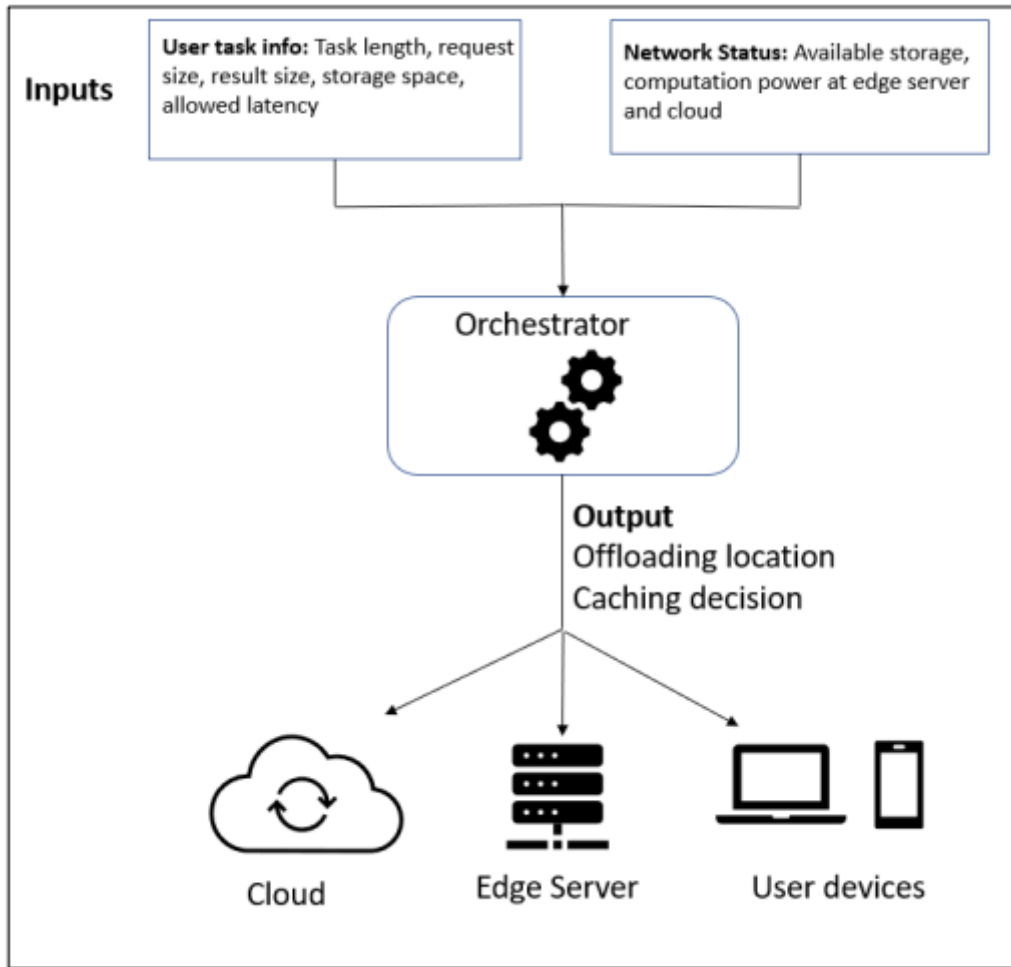 Inputs
User task info: Task length, request
size, result size, storage space,
allowed latency
Network Status: Available storage,
computation power at edge server
and cloud
Orchestrator
Output
Offloading location
Caching decision
Cloud
Edge Server
User devices